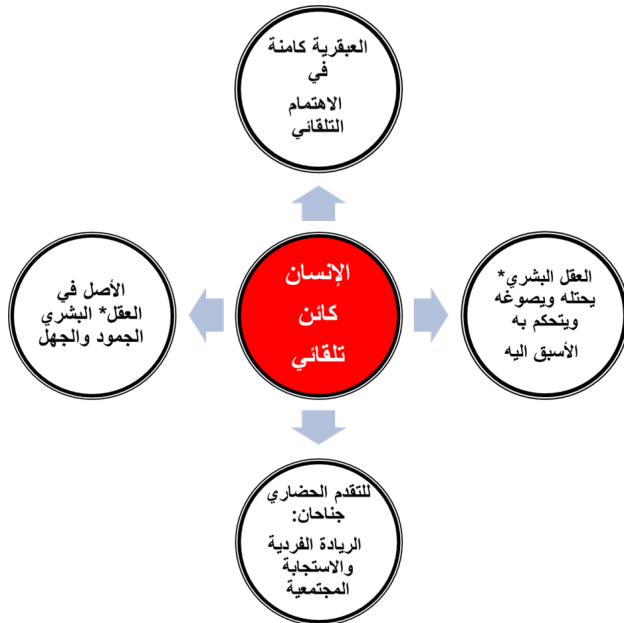 العبقرية كامنة
في
الاهتمام
التلقائي
الإنسان
كائن
تلقائي
العقل البشري*
يحتله ويصوغه
ويتحكم به
الأسبق اليه
الأصل في
العقل* البشري
الجمود والجهل
للتقدم الحضاري
جناحان:
الريادة الفردية
والاستجابة
المجتمعية